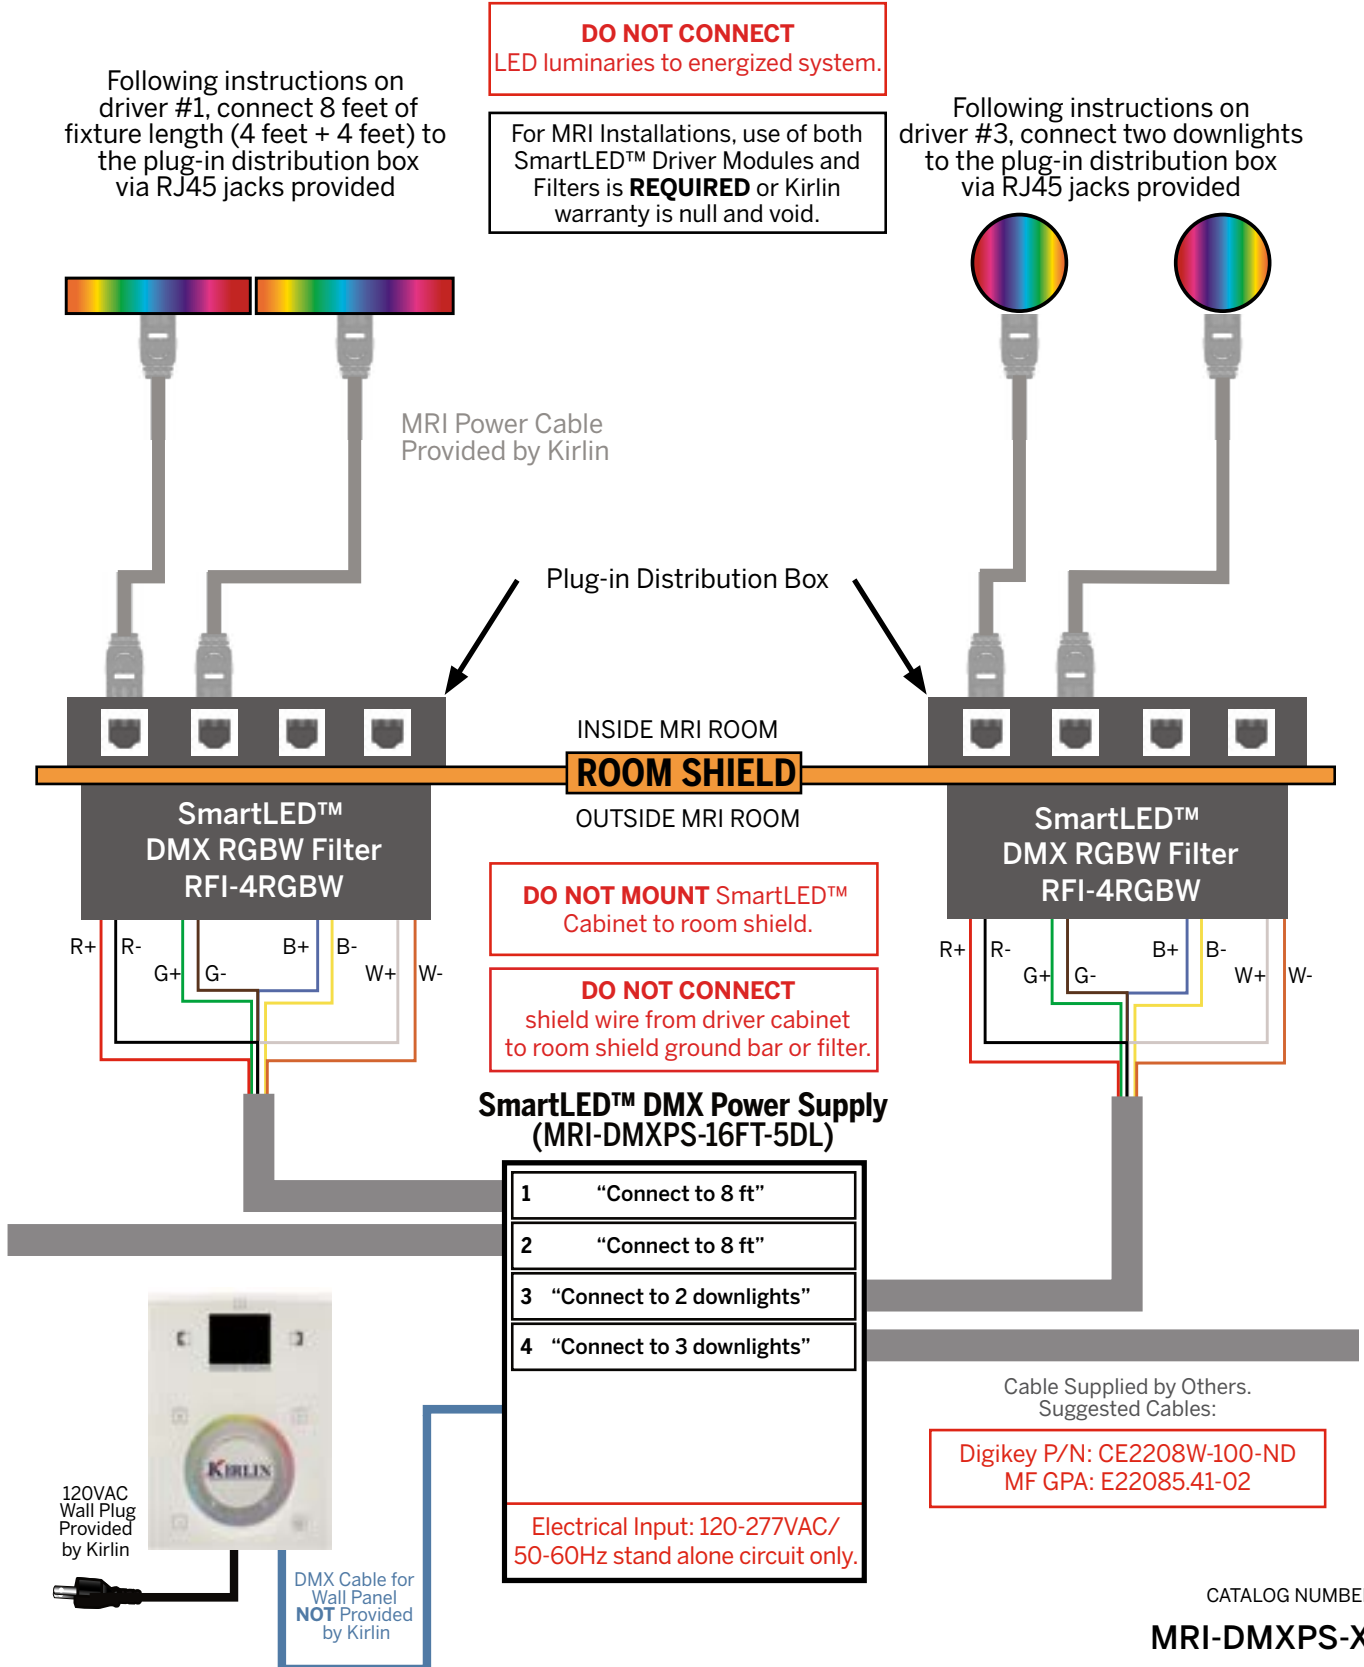 DO NOT CONNECT
LED luminaries to energized system.
Following instructions on
driver #1, connect 8 feet of
fixture length (4 feet + 4 feet) to
the plug-in distribution box
via RJ45 jacks provided
For MRI Installations, use of both
SmartLED™ Driver Modules and
Filters is REQUIRED or Kirlin
warranty is null and void.
Following instructions on
driver #3, connect two downlights
to the plug-in distribution box
via RJ45 jacks provided
MRI Power Cable
Provided by Kirlin
Plug-in Distribution Box
INSIDE MRI ROOM
ROOM SHIELD
OUTSIDE MRI ROOM
SmartLED™
DMX RGBW Filter
RFI-4RGBW
SmartLED™
DMX RGBW Filter
RFI-4RGBW
R+ R- G+ G- B+ B- W+ W-
R+ R- G+ G- B+ B- W+ W-
DO NOT MOUNT SmartLED™
Cabinet to room shield.
DO NOT CONNECT
shield wire from driver cabinet
to room shield ground bar or filter.
SmartLED™ DMX Power Supply
(MRI-DMXPS-16FT-5DL)
1 “Connect to 8 ft”
2 “Connect to 8 ft”
3 “Connect to 2 downlights”
4 “Connect to 3 downlights”
Electrical Input: 120-277VAC/
50-60Hz stand alone circuit only.
KIRLIN
120VAC
Wall Plug
Provided
by Kirlin
DMX Cable for
Wall Panel
NOT Provided
by Kirlin
Cable Supplied by Others.
Suggested Cables:
Digikey P/N: CE2208W-100-ND
MF GPA: E22085.41-02
CATALOG NUMBE
MRI-DMXPS-X